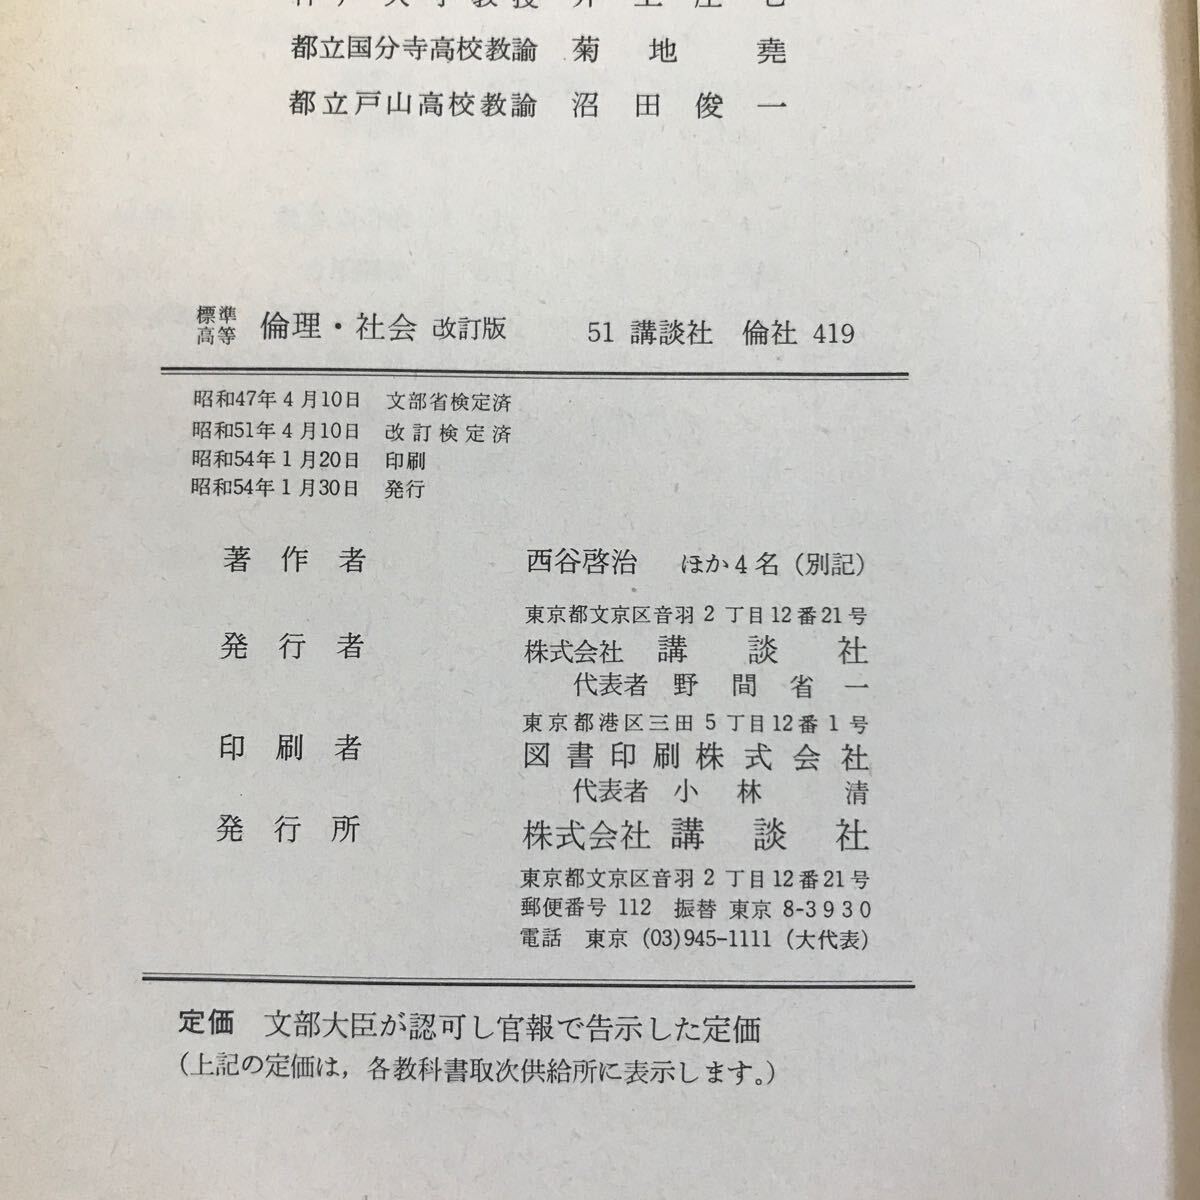 都立国分寺高校教諭 菊地 堯
都立戸山高校教諭 沼田俊一
標準高等 倫理・社会 改訂版 51 講談社 倫社 419
昭和47年4月10日 文部省検定済
昭和51年4月10日 改訂検定済
昭和54年1月20日 印刷
昭和54年1月30日 発行
著作者 西谷啓治 ほか4名(別記)
東京都文京区音羽2丁目12番21号
発行者 株式会社 講談社
代表者 野間省一
東京都港区三田5丁目12番1号
印刷者 図書印刷株式会社
代表者 小林 清
発行所 株式会社 講談社
東京都文京区音羽2丁目12番21号
郵便番号 112 振替 東京 8-3930
電話 東京 (03)945-1111 (大代表)
定価 文部大臣が認可し官報で告示した定価
(上記の定価は,各教科書取次供給所に表示します。)